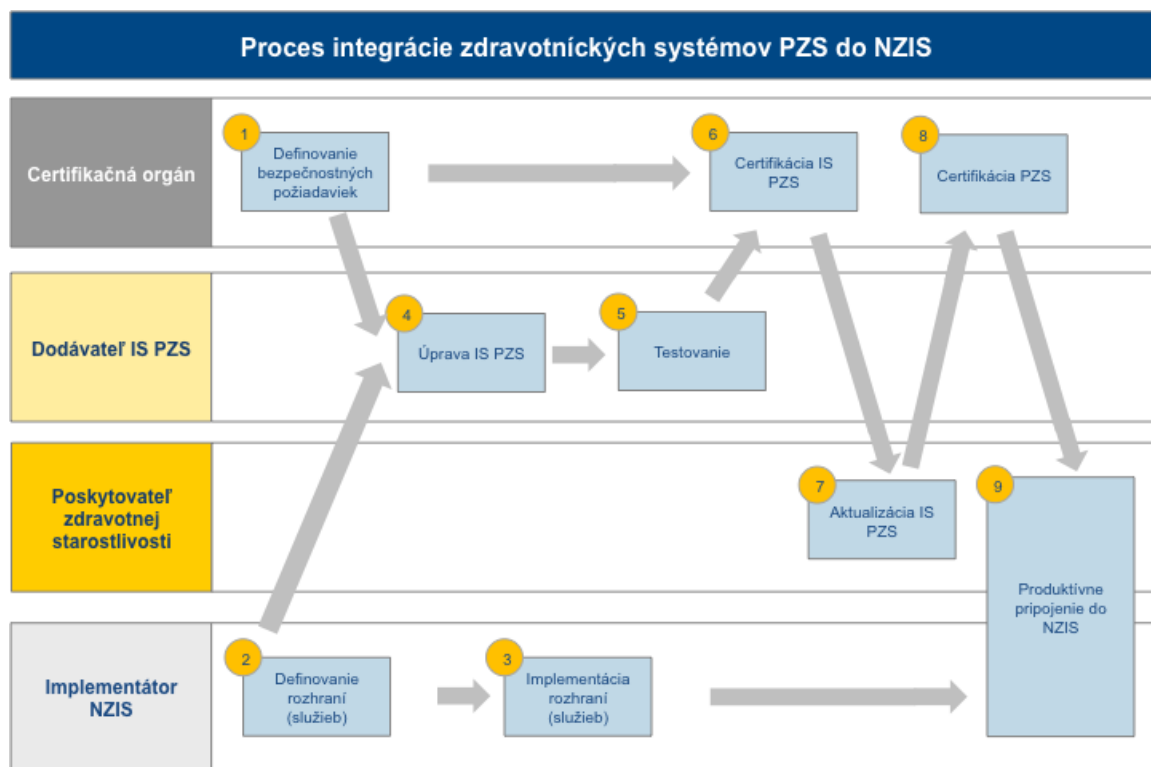 Proces integrácie zdravotníckých systémov PZS do NZIS
Certifikačná orgán
1
Definovanie
bezpečnostných
požiadaviek
6
Certifikácia IS
PZS
8
Certifikácia PZS
Dodávateľ IS PZS
4
Úprava IS PZS
5
Testovanie
Poskytovateľ
zdravotnej
starostlivosti
7
Aktualizácia IS
PZS
9
Produktívne
pripojenie do
NZIS
Implementátor
NZIS
2
Definovanie
rozhraní
(služieb)
3
Implementácia
rozhraní
(služieb)